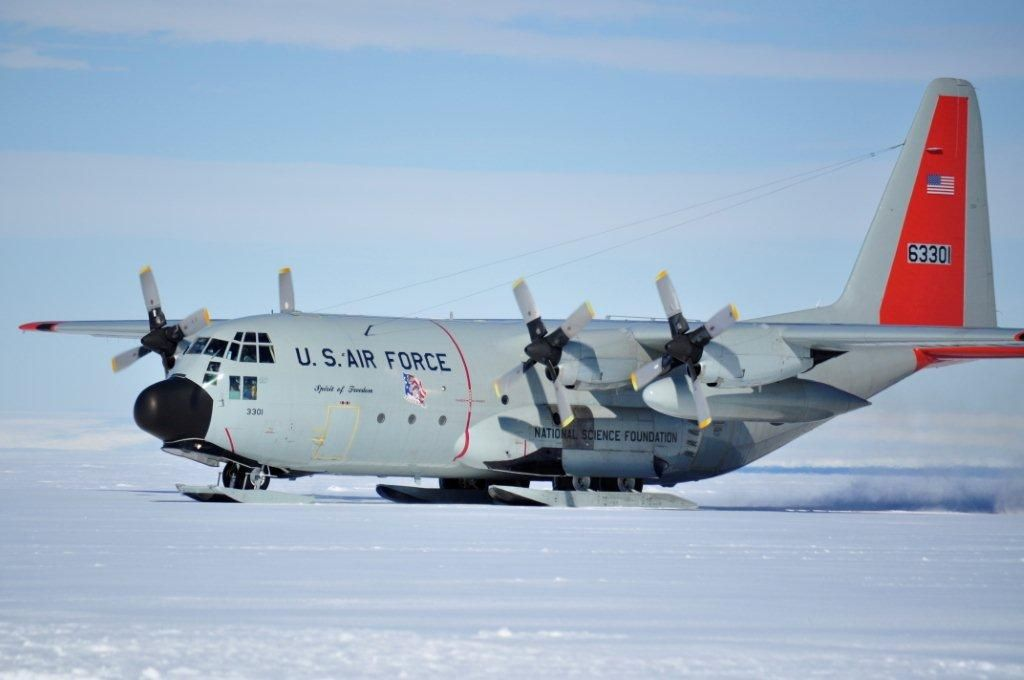 U.S. AIR FORCE
Spirit of Freedom
3301
NATIONAL SCIENCE FOUNDATION
63301